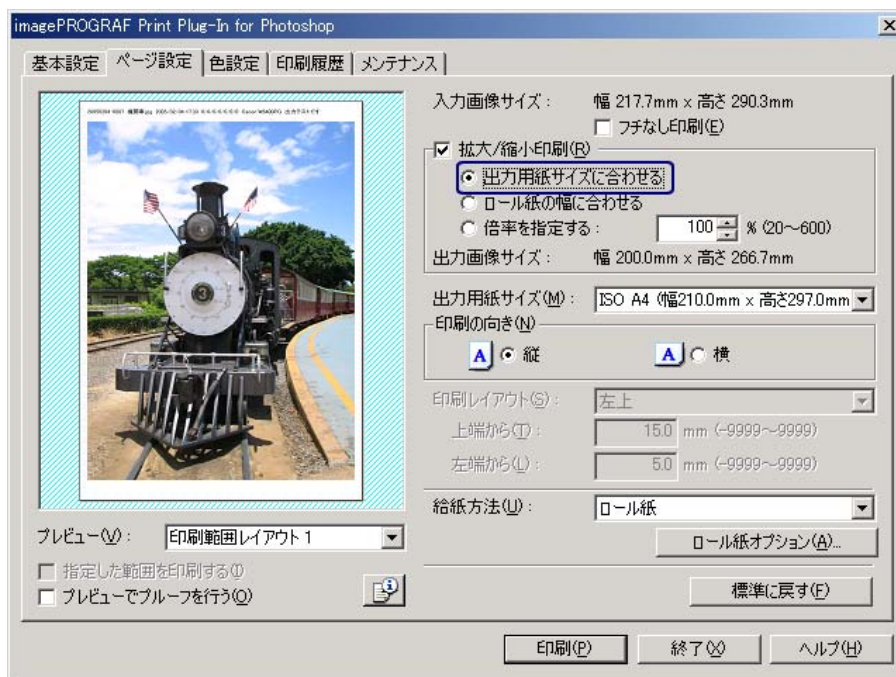 imagePROGRAF Print Plug-In for Photoshop
基本設定 ページ設定 色設定 印刷履歴 メンテナンス
入力画像サイズ： 幅 217.7mm x 高さ 290.3mm
フチなし印刷(E)
拡大/縮小印刷(R)
出力用紙サイズに合わせる
ロール紙の幅に合わせる
倍率を指定する： 100 % (20～600)
出力画像サイズ： 幅 200.0mm x 高さ 266.7mm
出力用紙サイズ(M)： ISO A4 (幅210.0mm x 高さ297.0mm
印刷の向き(N)
A 縦 A 横
印刷レイアウト(S)： 左上
上端から(T)： 15.0 mm (-9999～9999)
左端から(L)： 5.0 mm (-9999～9999)
給紙方法(U)： ロール紙
ロール紙オプション(A)...
標準に戻す(F)
3
プレビュー(V)： 印刷範囲レイアウト 1
指定した範囲を印刷する(I)
プレビューでプルーフを行う(O)
印刷(P) 終了(X) ヘルプ(H)